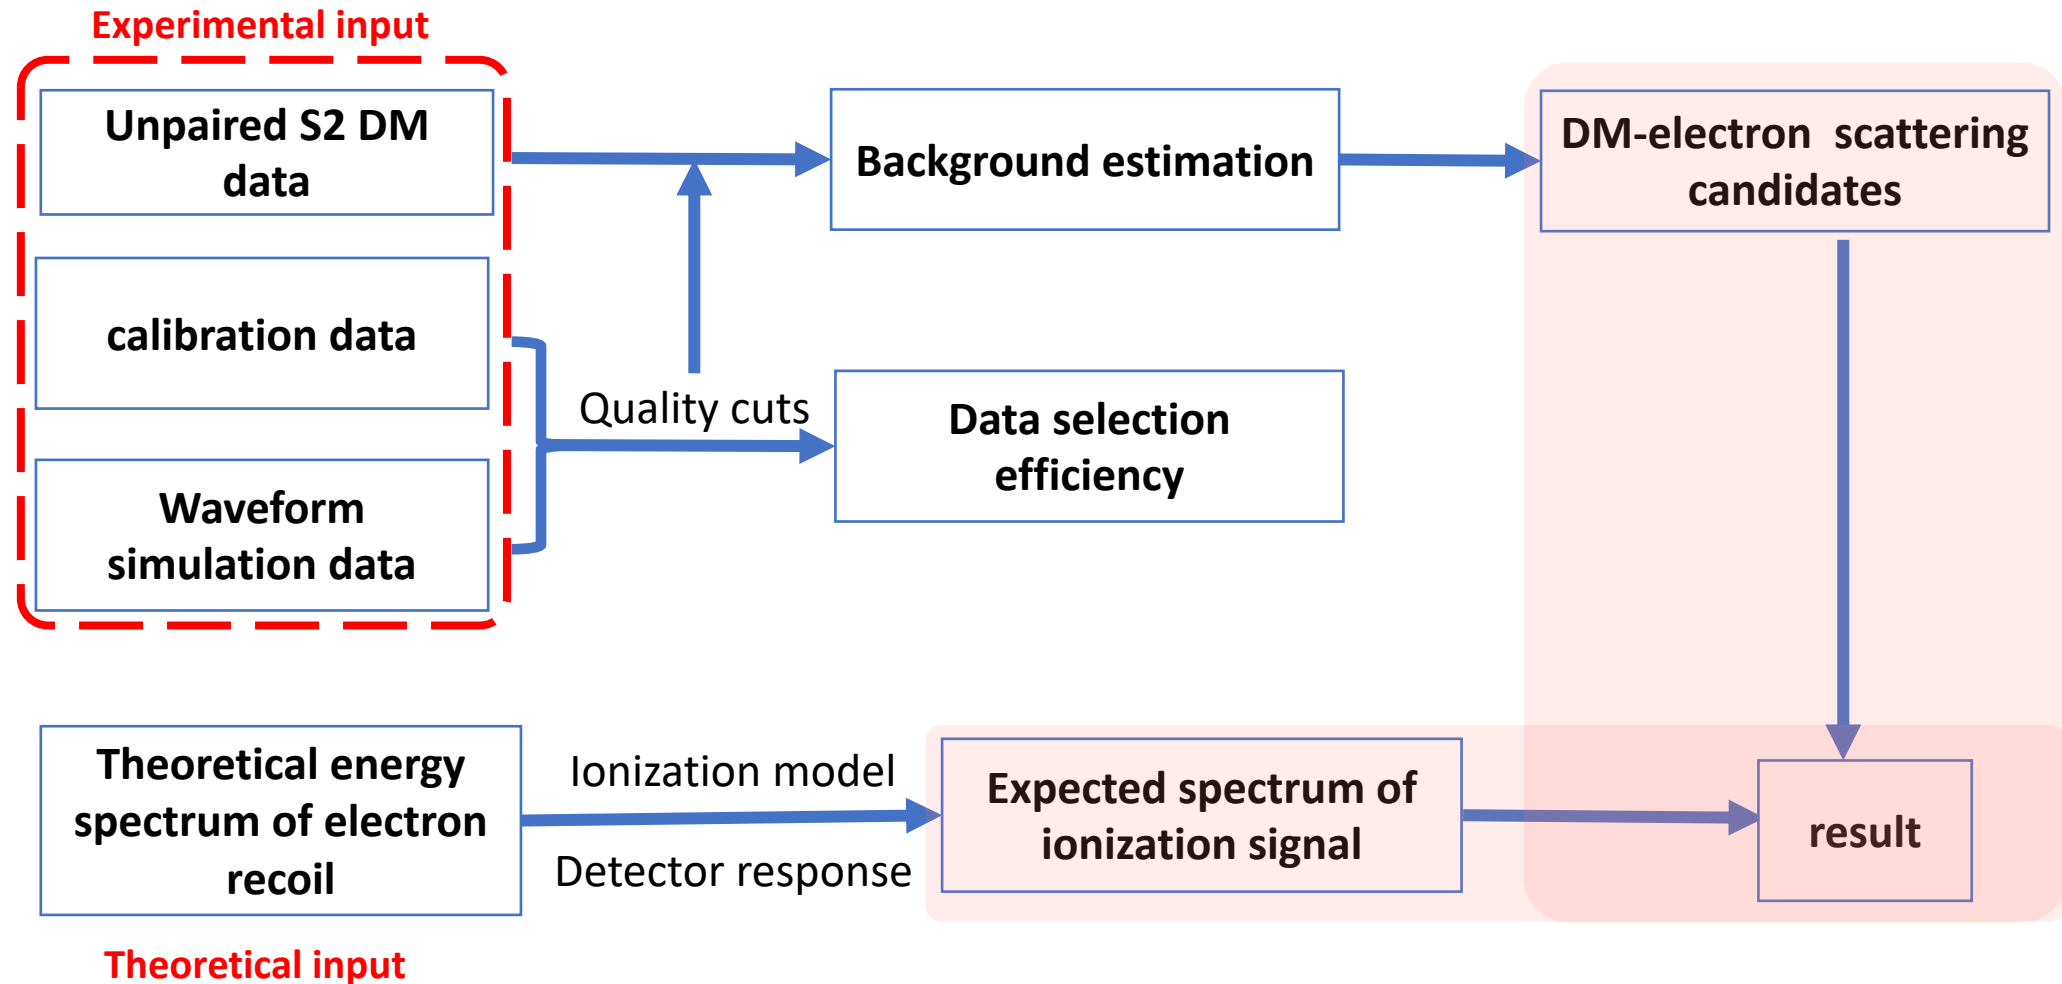 Experimental input
Unpaired S2 DM
data
Background estimation
DM-electron scattering
candidates
calibration data
Quality cuts
Data selection
efficiency
Waveform
simulation data
Theoretical energy
spectrum of electron
recoil
Ionization model
Detector response
Expected spectrum of
ionization signal
result
Theoretical input